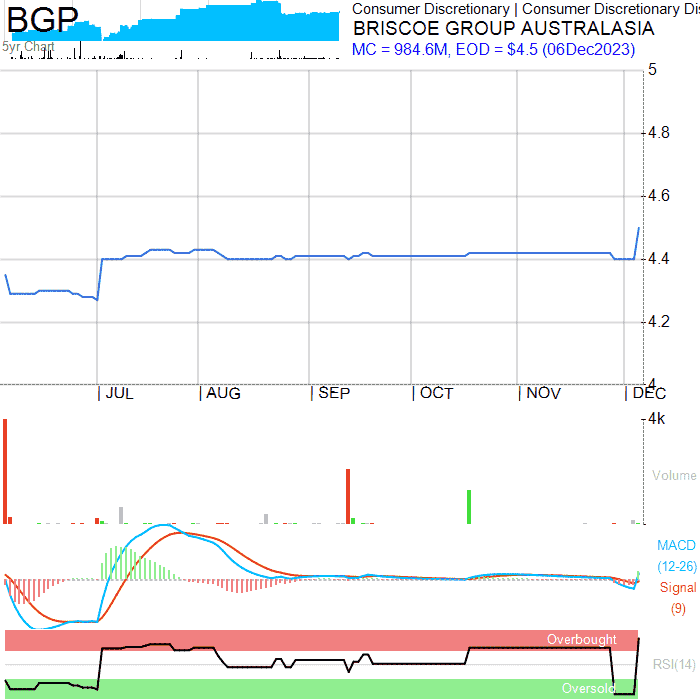 BGP
Consumer Discretionary | Consumer Discretionary Dis
BRISCOE GROUP AUSTRALASIA
5yr Chart
MC = 984.6M, EOD = $4.5 (06Dec2023)
5
4.8
4.6
4.4
4.2
4
JUL AUG SEP OCT NOV DEC
4k
Volume
MACD
(12-26)
Signal
(9)
Overbought
RSI(14)
Oversold